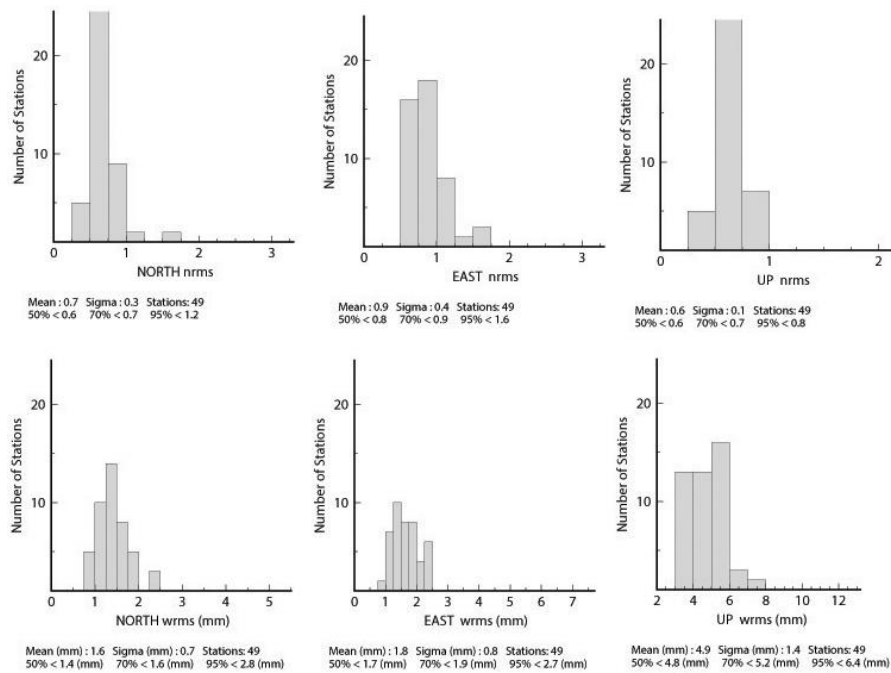 20
10
Number of Stations
0 1 2 3
NORTH nrms
Mean : 0.7 Sigma : 0.3 Stations: 49
50% < 0.6 70% < 0.7 95% < 1.2
20
10
Number of Stations
0 1 2 3
EAST nrms
Mean : 0.9 Sigma : 0.4 Stations: 49
50% < 0.8 70% < 0.9 95% < 1.6
20
10
Number of Stations
0 1 2
UP nrms
Mean : 0.6 Sigma : 0.1 Stations: 49
50% < 0.6 70% < 0.7 95% < 0.8
20
10
Number of Stations
0 1 2 3 4 5
NORTH wrms (mm)
Mean (mm) : 1.6 Sigma (mm) : 0.7 Stations: 49
50% < 1.4 (mm) 70% < 1.6 (mm) 95% < 2.8 (mm)
20
10
Number of Stations
0 1 2 3 4 5 6 7
EAST wrms (mm)
Mean (mm) : 1.8 Sigma (mm) : 0.8 Stations: 49
50% < 1.7 (mm) 70% < 1.9 (mm) 95% < 2.7 (mm)
20
10
Number of Stations
2 4 6 8 10 12
UP wrms (mm)
Mean (mm) : 4.9 Sigma (mm) : 1.4 Stations: 49
50% < 4.8 (mm) 70% < 5.2 (mm) 95% < 6.4 (mm)